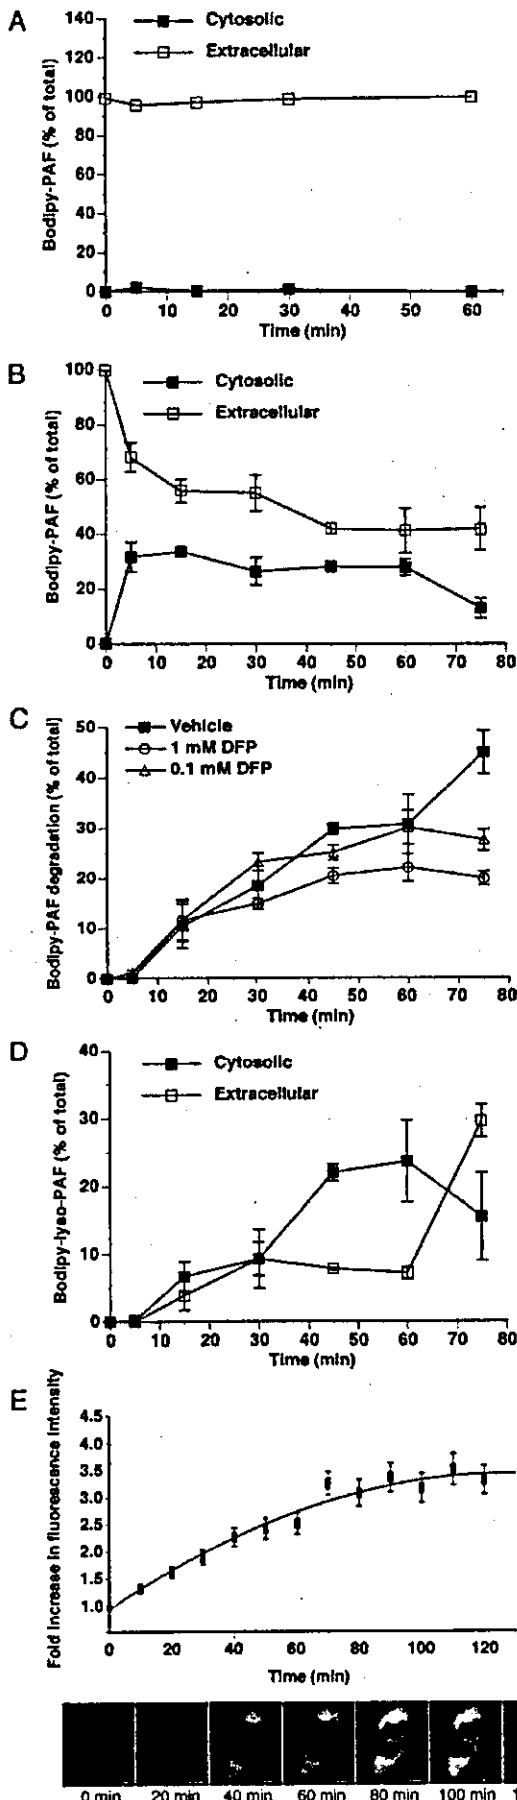 A
Cytosolic
Extracellular
Bodipy-PAF (% of total)
140
120
100
80
60
40
20
0
0 10 20 30 40 50 60
Time (min)
B
Cytosolic
Extracellular
Bodipy-PAF (% of total)
100
80
60
40
20
0
0 10 20 30 40 50 60 70 80
Time (min)
C
Vehicle
1 mM DFP
0.1 mM DFP
Bodipy-PAF degradation (% of total)
50
40
30
20
10
0
0 10 20 30 40 50 60 70 80
Time (min)
D
Cytosolic
Extracellular
Bodipy-lyso-PAF (% of total)
40
30
20
10
0
0 10 20 30 40 50 60 70 80
Time (min)
E
Fold Increase in fluorescence Intensity
4.5
4.0
3.5
3.0
2.5
2.0
1.5
1.0
0 20 40 60 80 100 120
Time (min)
0 min 20 min 40 min 60 min 80 min 100 min